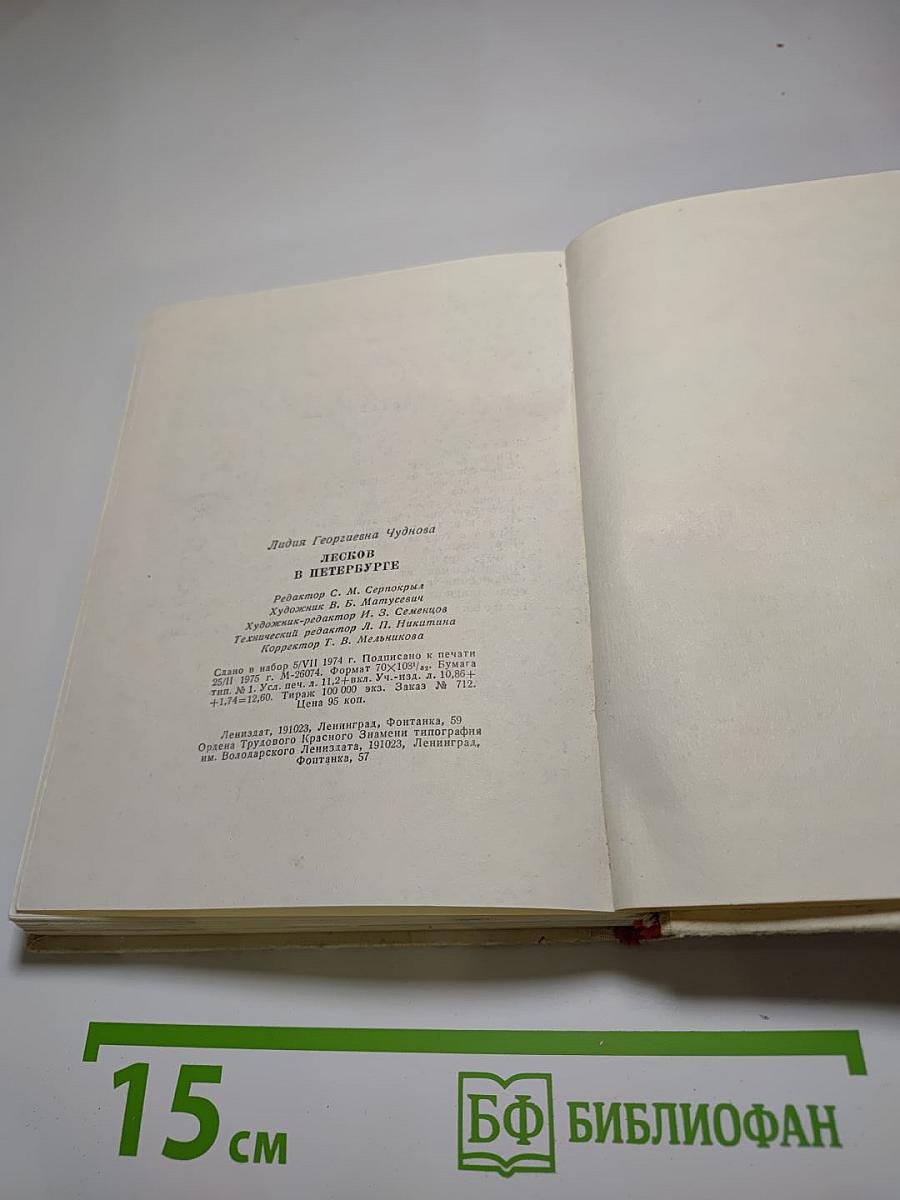 Лидия Георгиевна Чуднова
ЛЕСКОВ
В ПЕТЕРБУРГЕ
Редактор С. М. Серпокрыл
Художник В. Б. Матусевич
Художник-редактор И. З. Семенцов
Технический редактор Л. П. Никитина
Корректор Т. В. Мельникова
Сдано в набор 5/VII 1974 г. Подписано к печати
25/II 1975 г. М-26074. Формат 70×108¹/₃₂. Бумага
тип. № 1. Усл. печ. л. 11,2+вкл. Уч.-изд. л. 10,86+
+1,74=12,60. Тираж 100 000 экз. Заказ № 712.
Цена 95 коп.
Лениздат, 191023, Ленинград, Фонтанка, 59
Ордена Трудового Красного Знамени типография
им. Володарского Лениздата, 191023, Ленинград,
Фонтанка, 57
15 см
БФ БИБЛИОФАН